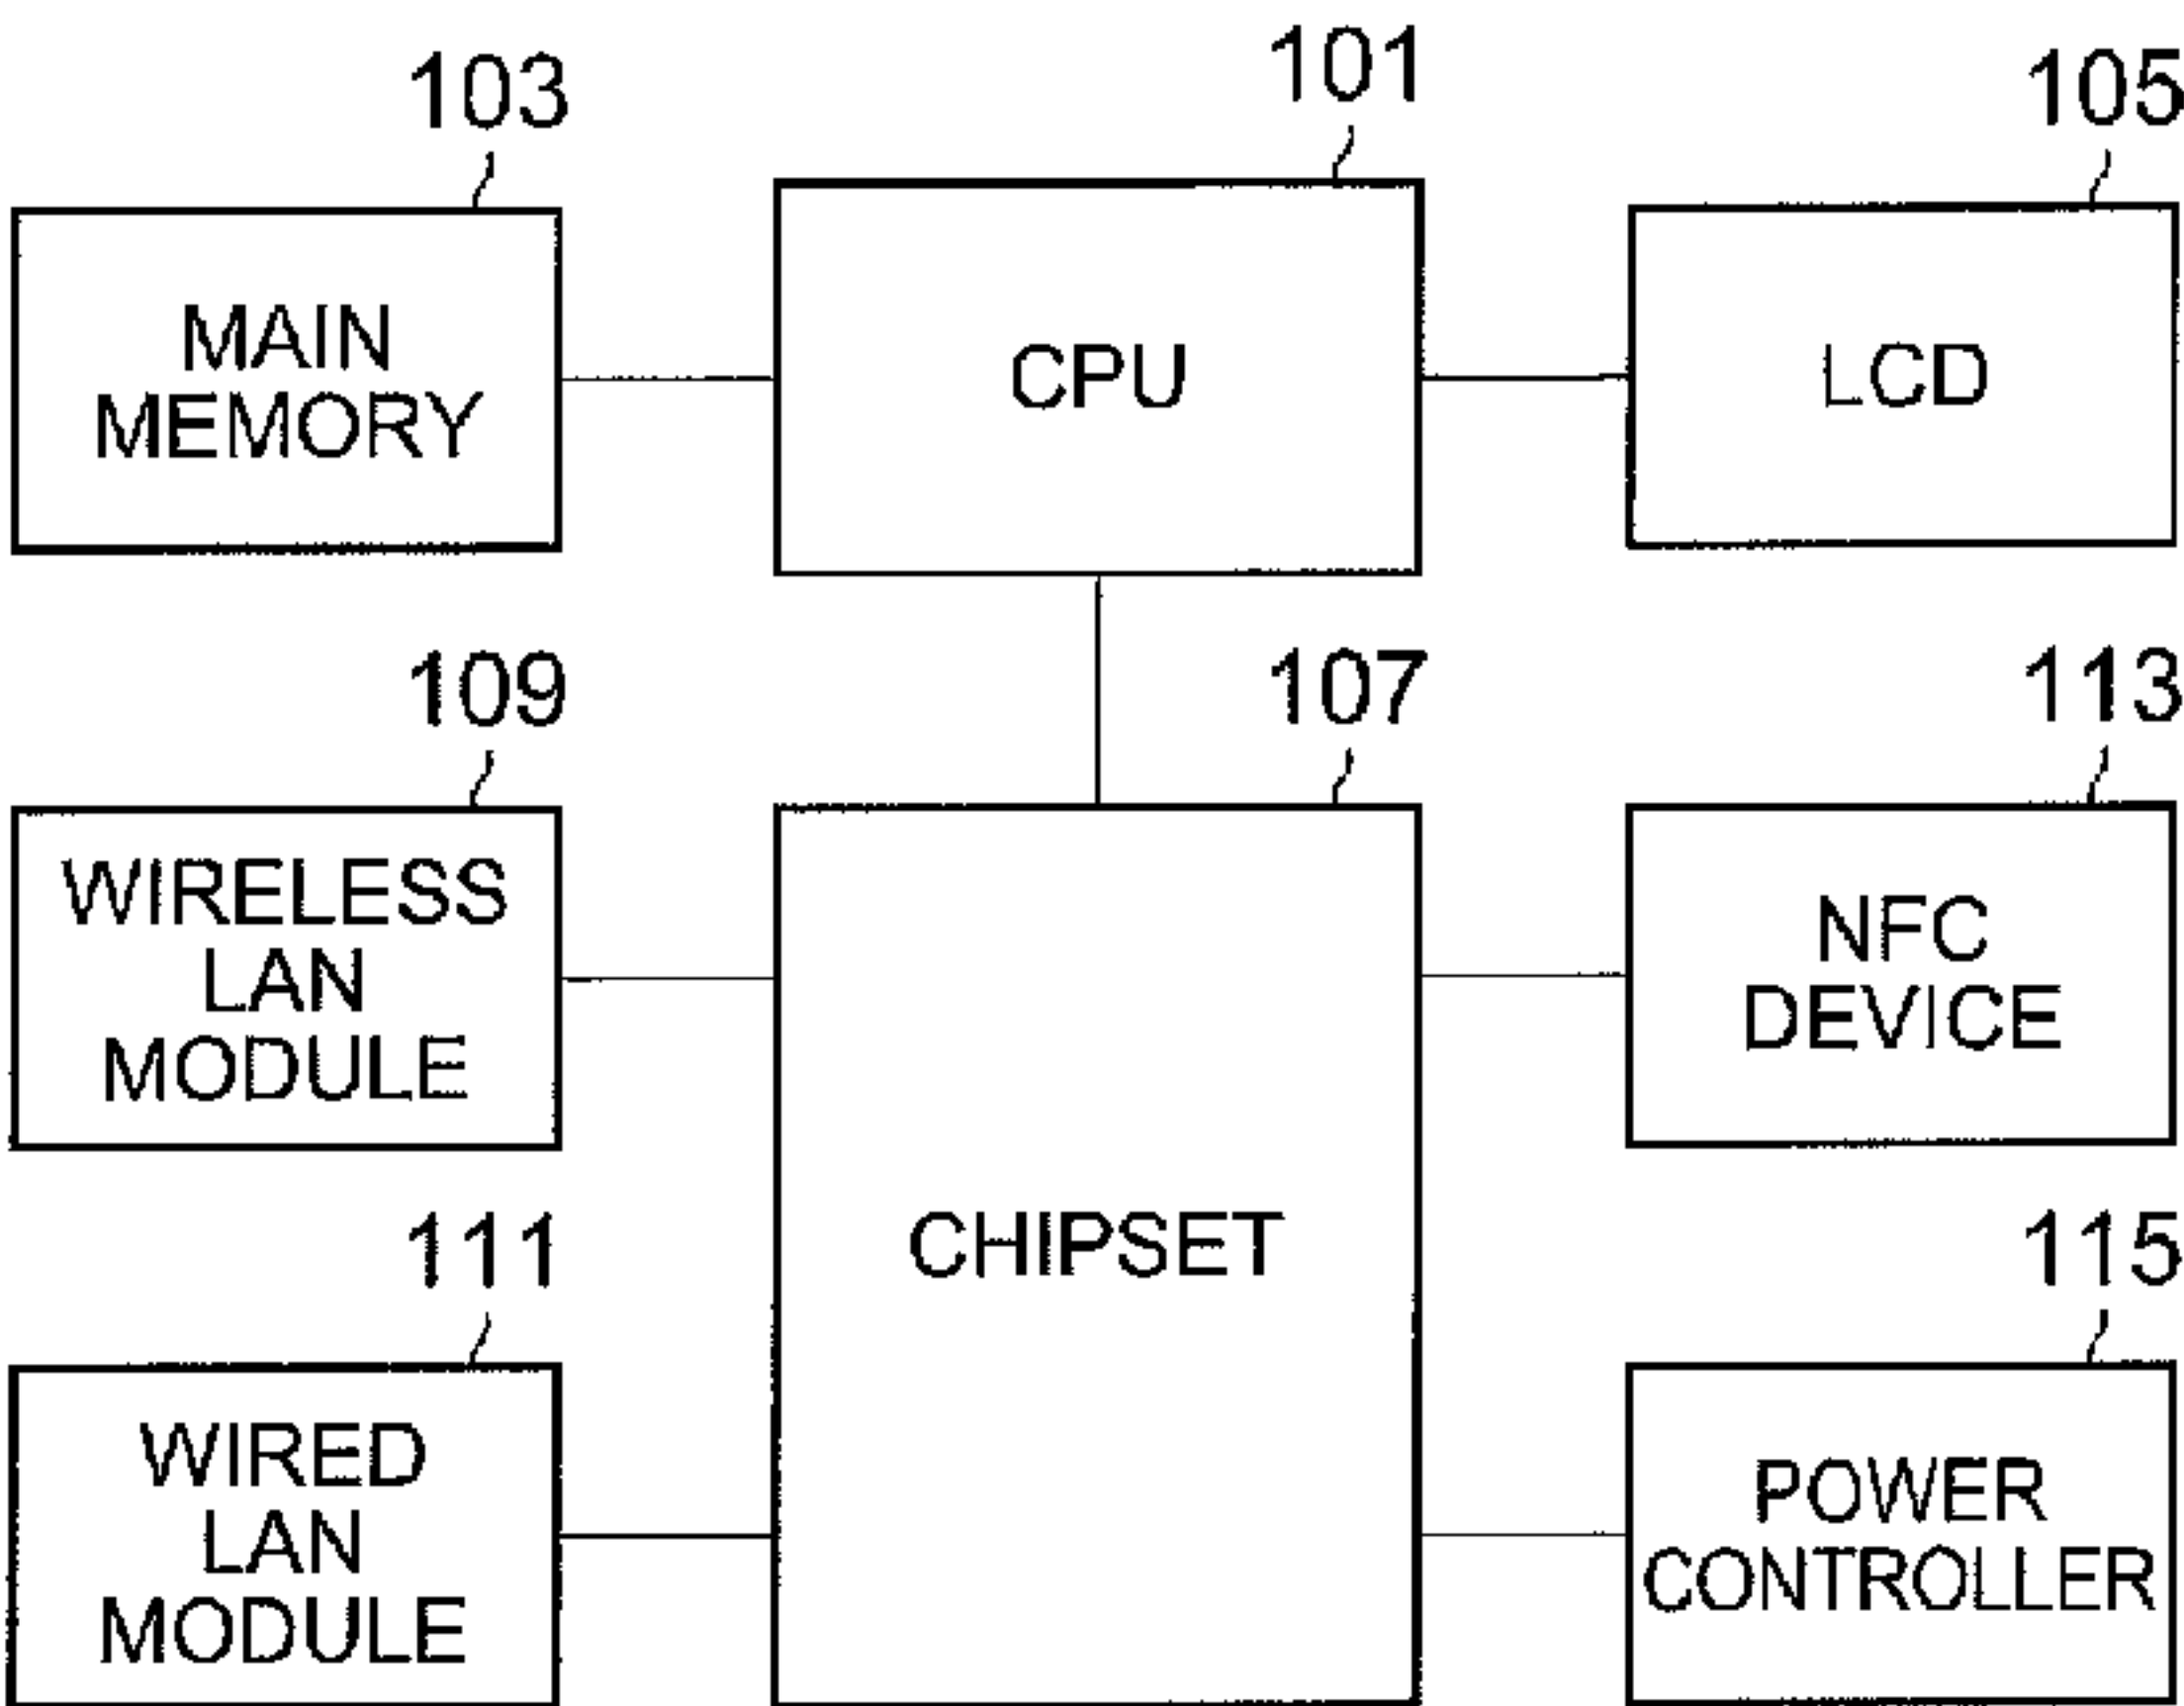 103
101
105
MAIN
MEMORY
CPU
LCD
109
107
113
WIRELESS
LAN
MODULE
CHIPSET
NFC
DEVICE
111
115
WIRED
LAN
MODULE
POWER
CONTROLLER